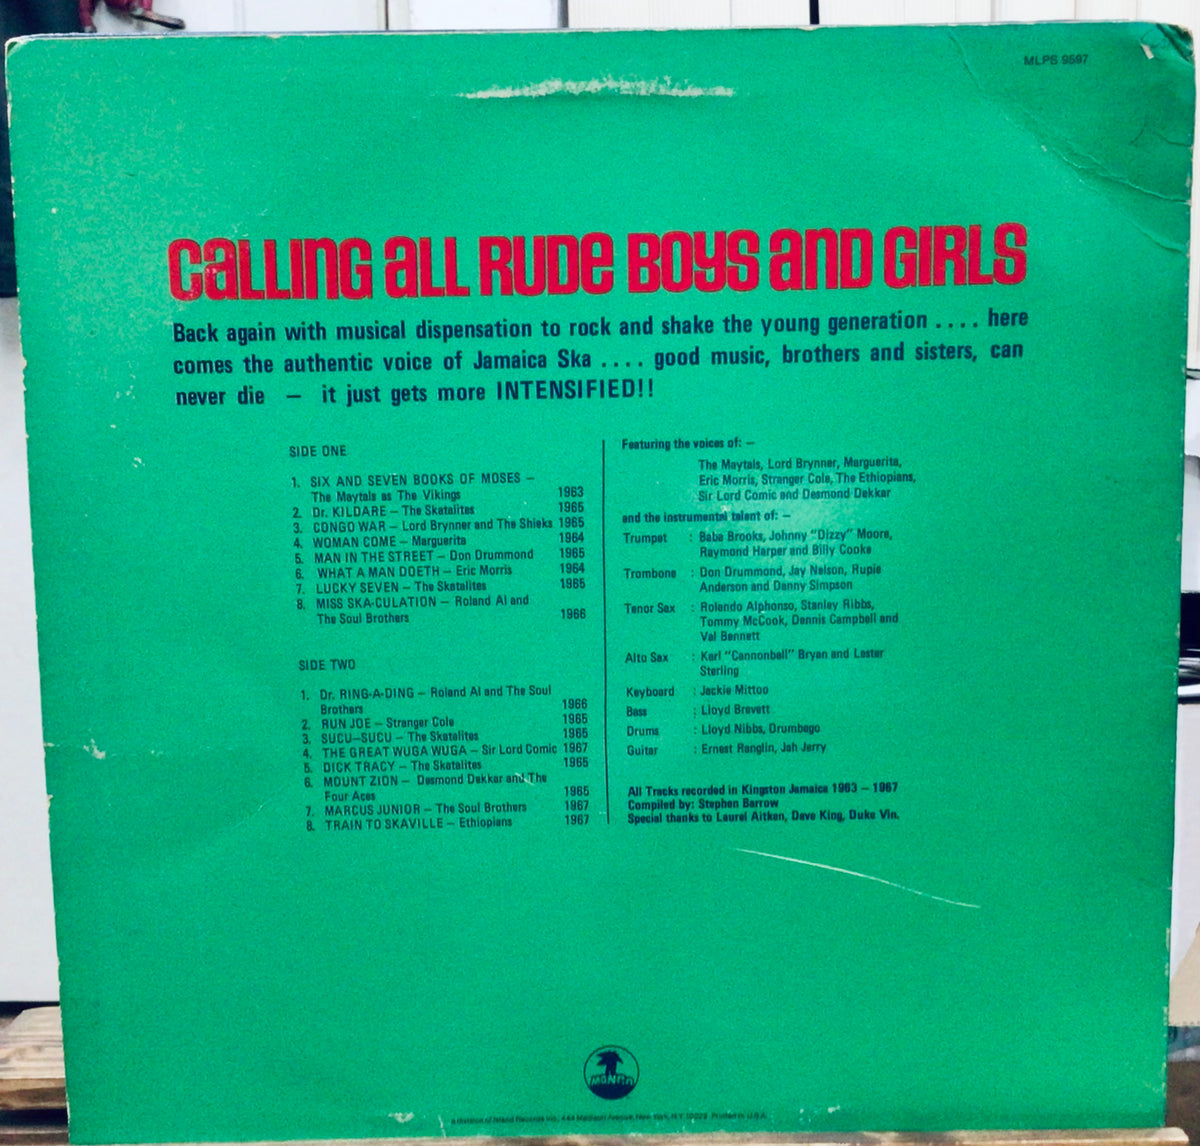 MLPS 9597
CALLING ALL RUDE BOYS AND GIRLS
Back again with musical dispensation to rock and shake the young generation .... here
comes the authentic voice of Jamaica Ska .... good music, brothers and sisters, can
never die — it just gets more INTENSIFIED!!
SIDE ONE
1. SIX AND SEVEN BOOKS OF MOSES —
The Maytals as The Vikings 1963
2. Dr. KILDARE — The Skatalites 1965
3. CONGO WAR — Lord Brynner and The Shieks 1965
4. WOMAN COME — Marguerita 1964
5. MAN IN THE STREET — Don Drummond 1965
6. WHAT A MAN DOETH — Eric Morris 1964
7. LUCKY SEVEN — The Skatalites 1965
8. MISS SKA-CULATION — Roland Al and
The Soul Brothers 1966
SIDE TWO
1. Dr. RING-A-DING — Roland Al and The Soul
Brothers 1966
2. RUN JOE — Stranger Cole 1965
3. SUCU—SUCU — The Skatalites 1965
4. THE GREAT WUGA WUGA — Sir Lord Comic 1967
5. DICK TRACY — The Skatalites 1965
6. MOUNT ZION — Desmond Dekkar and The
Four Aces 1965
7. MARCUS JUNIOR — The Soul Brothers 1967
8. TRAIN TO SKAVILLE — Ethiopians 1967
Featuring the voices of: —
The Maytals, Lord Brynner, Marguerita,
Eric Morris, Stranger Cole, The Ethiopians,
Sir Lord Comic and Desmond Dekkar
and the instrumental talent of: —
Trumpet : Baba Brooks, Johnny "Dizzy" Moore,
Raymond Harper and Billy Cooke
Trombone : Don Drummond, Jay Nelson, Rupie
Anderson and Danny Simpson
Tenor Sax : Rolando Alphonso, Stanley Ribbs,
Tommy McCook, Dennis Campbell and
Val Bennett
Alto Sax : Karl "Cannonball" Bryan and Lester
Sterling
Keyboard : Jackie Mittoo
Bass : Lloyd Brevett
Drums : Lloyd Nibbs, Drumbago
Guitar : Ernest Ranglin, Jah Jerry
All Tracks recorded in Kingston Jamaica 1963 — 1967
Compiled by: Stephen Barrow
Special thanks to Laurel Aitken, Dave King, Duke Vin.
MANGO
a division of Island Records Inc., 444 Madison Avenue, New York, N.Y. 10022 Printed in U.S.A.